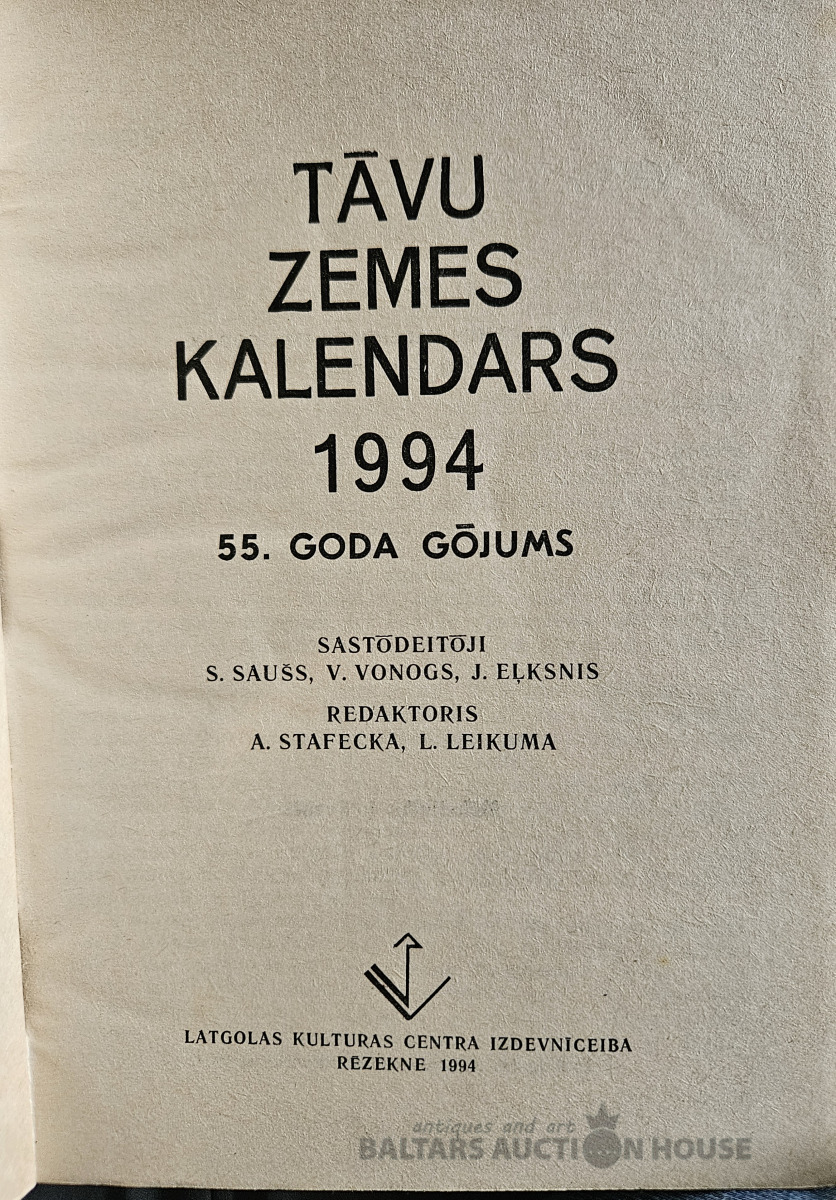 TĀVU
ZEMES
KALENDARS
1994
55. GODA GŌJUMS
SASTŌDEITŌJI
S. SAUŠS, V. VONOGS, J. EĻKSNIS
REDAKTORIS
A. STAFECKA, L. LEIKUMA
LATGOLAS KULTURAS CENTRA IZDEVNĪCEIBA
RĒZEKNE 1994
antiques and art
BALTARS AUCTION HOUSE